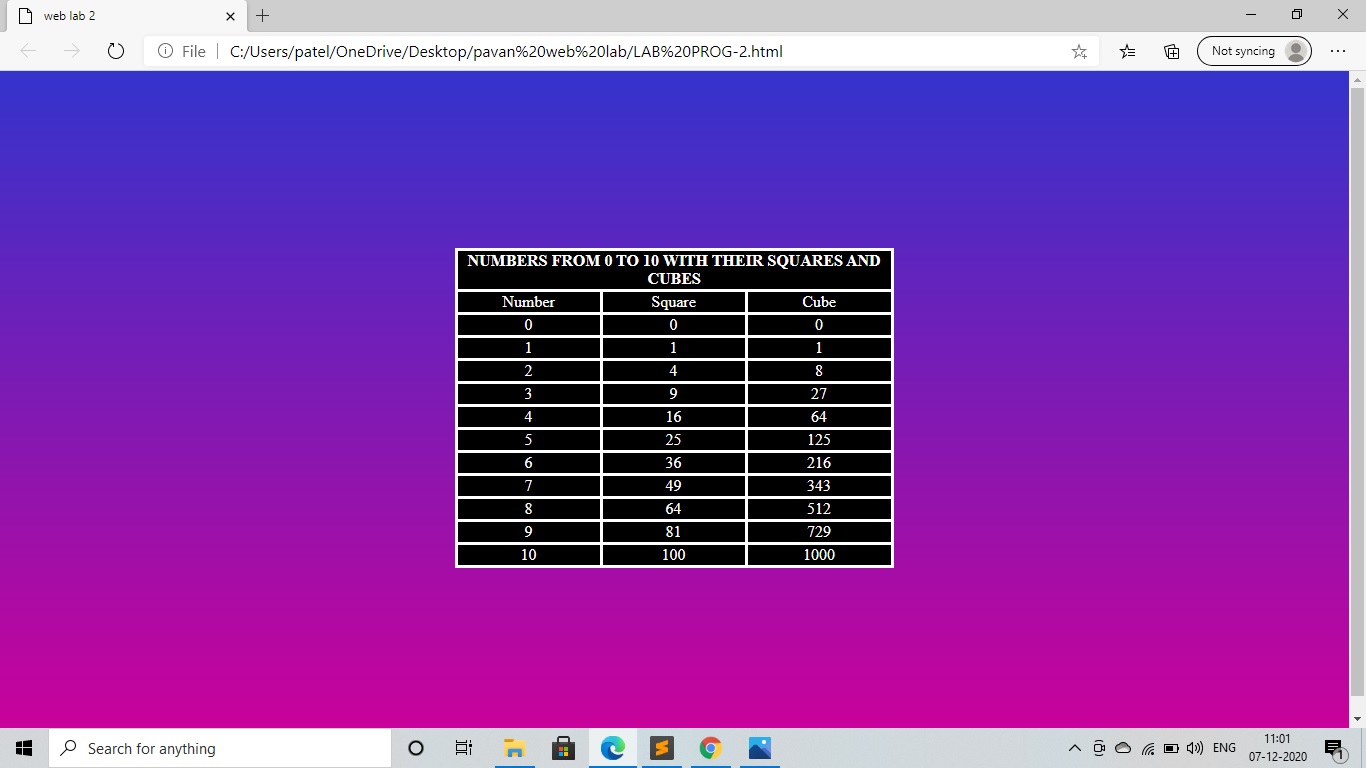 web lab 2
File C:/Users/patel/OneDrive/Desktop/pavan%20web%20lab/LAB%20PROG-2.html Not syncing
NUMBERS FROM 0 TO 10 WITH THEIR SQUARES AND
CUBES
Number Square Cube
0 0 0
1 1 1
2 4 8
3 9 27
4 16 64
5 25 125
6 36 216
7 49 343
8 64 512
9 81 729
10 100 1000
Search for anything
ENG
11:01
07-12-2020
1